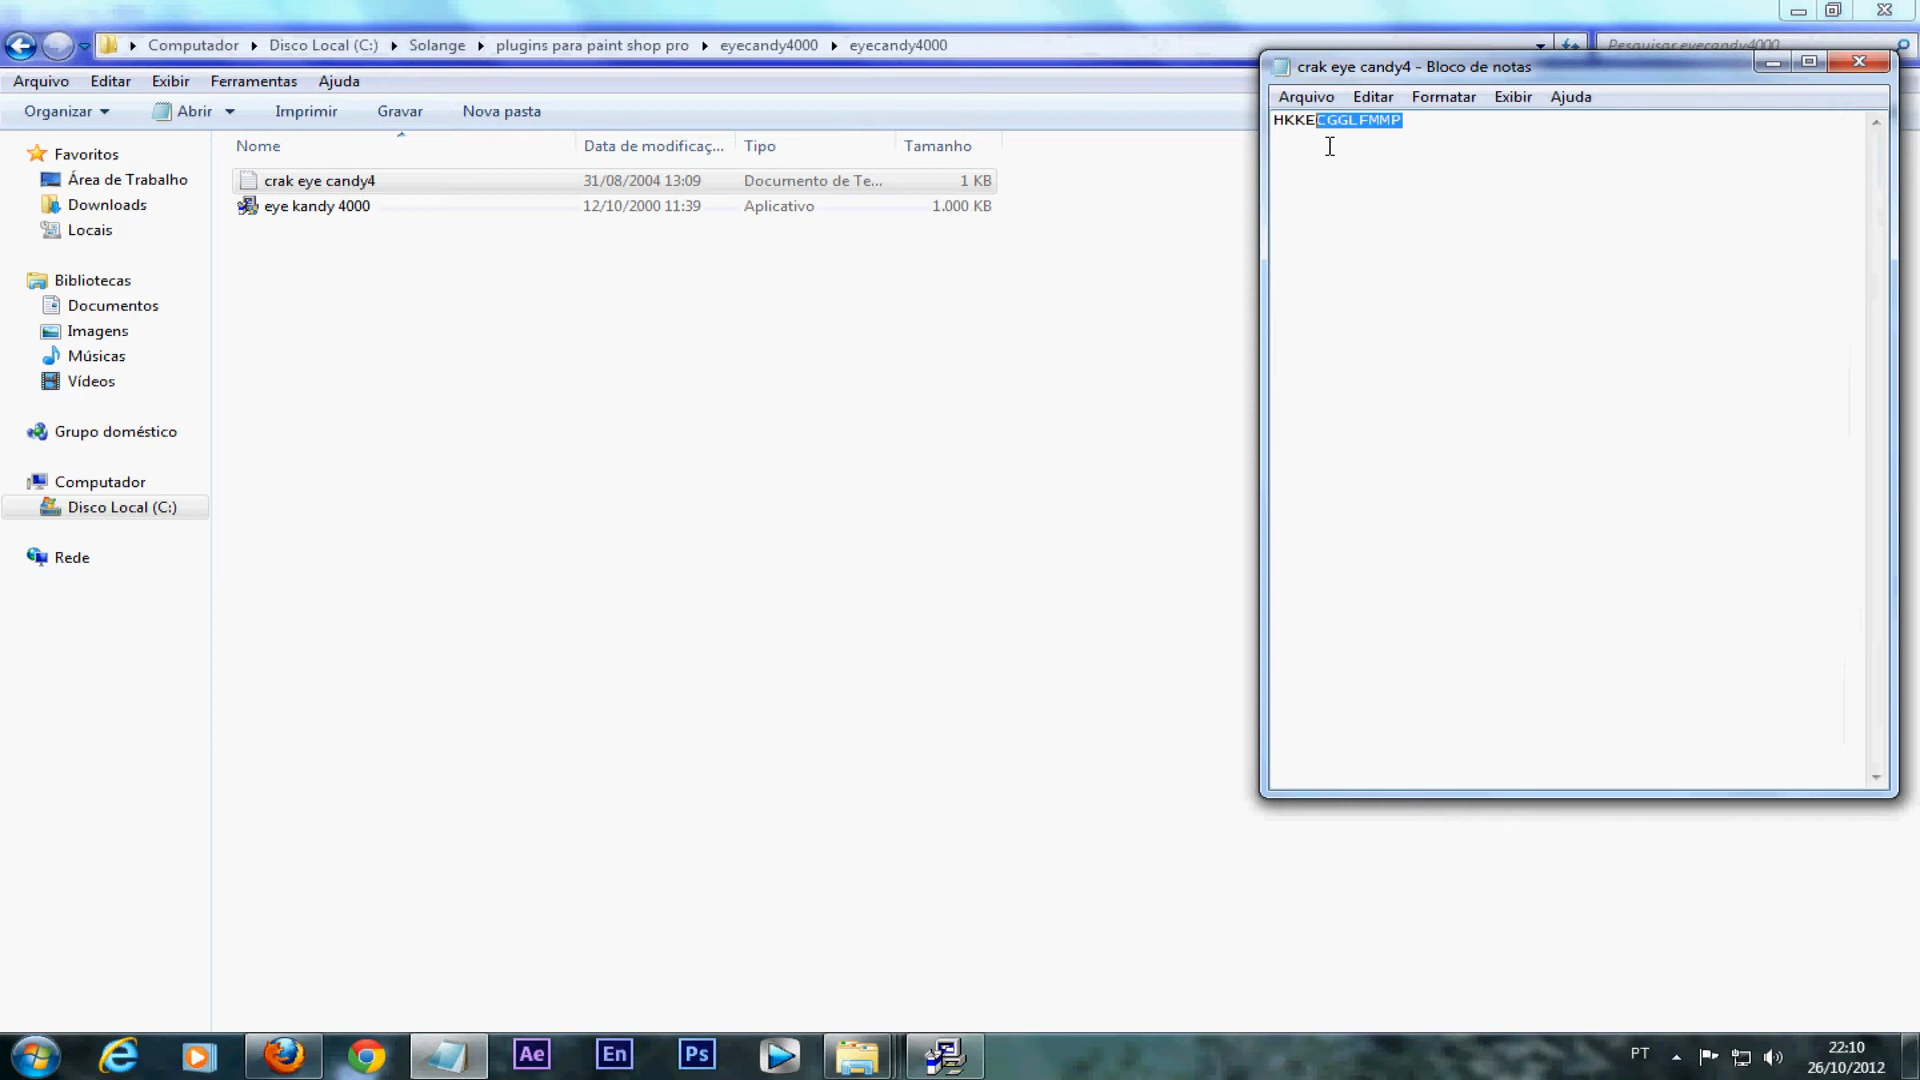 Computador Disco Local (C:) Solange plugins para paint shop pro eyecandy4000 eyecandy4000
Pesquisar eyecandy4000
Arquivo Editar Exibir Ferramentas Ajuda
Organizar Abrir Imprimir Gravar Nova pasta
Favoritos
Área de Trabalho
Downloads
Locais
Bibliotecas
Documentos
Imagens
Músicas
Vídeos
Grupo doméstico
Computador
Disco Local (C:)
Rede
Nome Data de modificaç... Tipo Tamanho
crak eye candy4 31/08/2004 13:09 Documento de Te... 1 KB
eye kandy 4000 12/10/2000 11:39 Aplicativo 1.000 KB
crak eye candy4 - Bloco de notas
Arquivo Editar Formatar Exibir Ajuda
HKKECGGLFMMP
Ae En Ps
PT
22:10
26/10/2012